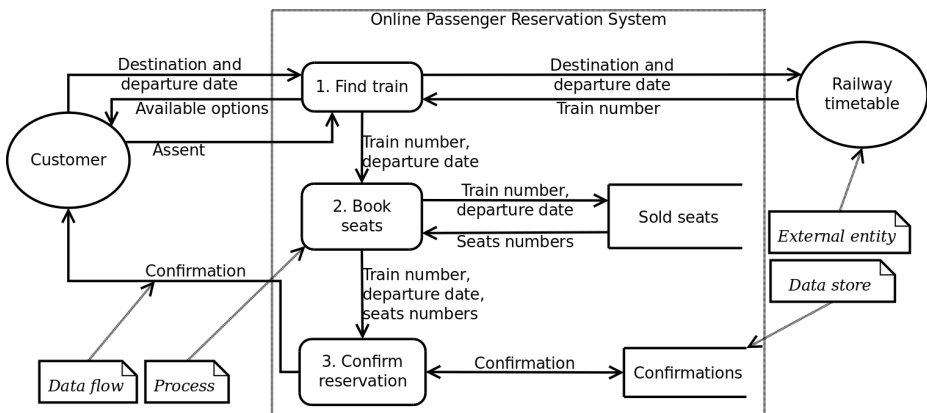 Online Passenger Reservation System
Destination and
departure date
1. Find train
Destination and
departure date
Railway
timetable
Available options
Train number
Customer
Assent
Train number,
departure date
2. Book
seats
Train number,
departure date
Sold seats
Seats numbers
External entity
Confirmation
Train number,
departure date,
seats numbers
Data store
3. Confirm
reservation
Confirmation
Confirmations
Data flow
Process